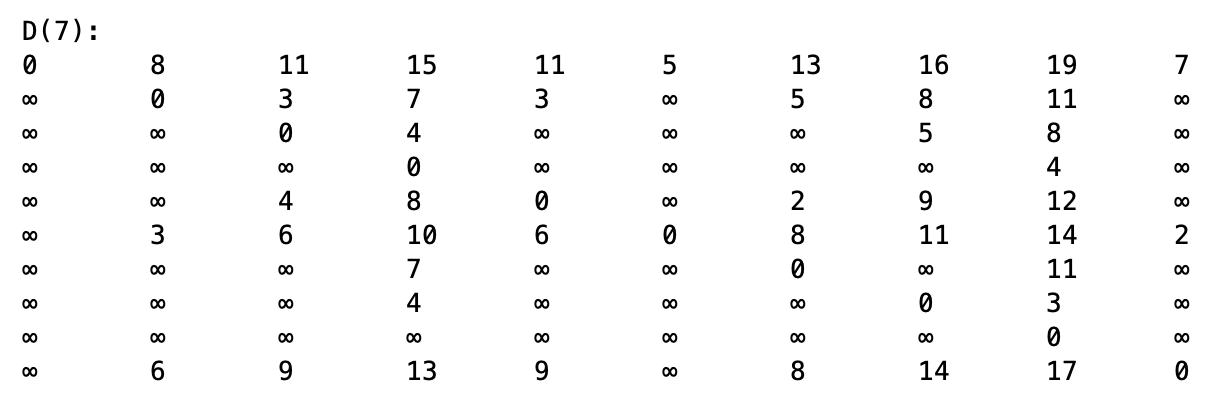 D(7):
0 8 11 15 11 5 13 16 19 7
∞ 0 3 7 3 ∞ 5 8 11 ∞
∞ ∞ 0 4 ∞ ∞ ∞ 5 8 ∞
∞ ∞ ∞ 0 ∞ ∞ ∞ ∞ 4 ∞
∞ ∞ 4 8 0 ∞ 2 9 12 ∞
∞ 3 6 10 6 0 8 11 14 2
∞ ∞ ∞ 7 ∞ ∞ 0 ∞ 11 ∞
∞ ∞ ∞ 4 ∞ ∞ ∞ 0 3 ∞
∞ ∞ ∞ ∞ ∞ ∞ ∞ ∞ 0 ∞
∞ 6 9 13 9 ∞ 8 14 17 0